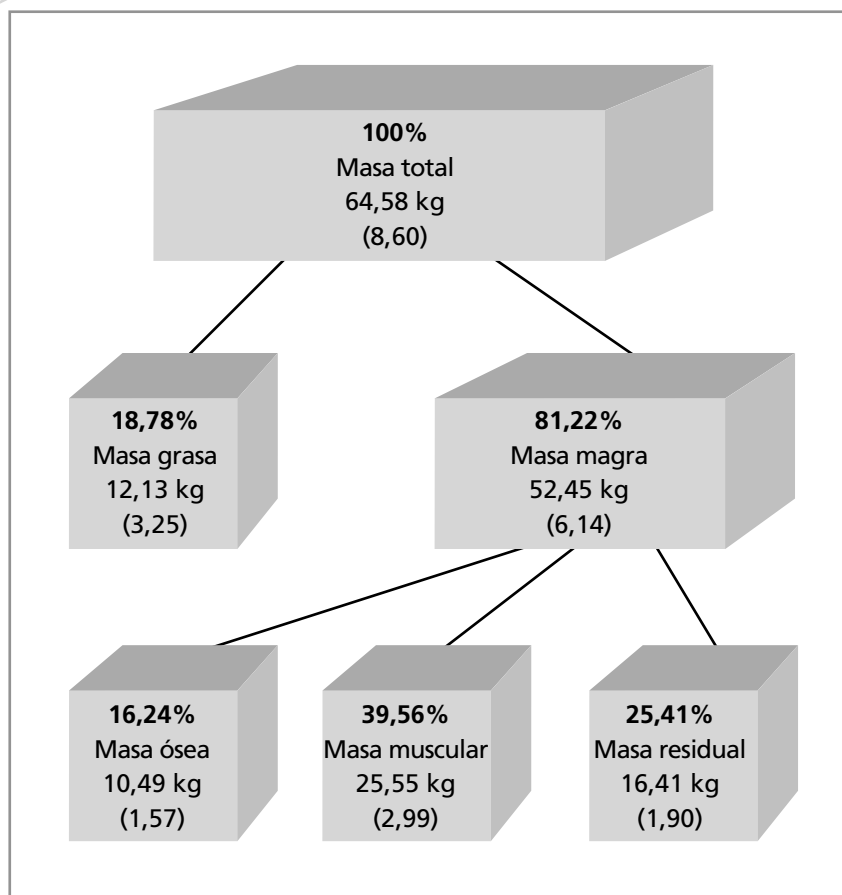 100%
Masa total
64,58 kg
(8,60)
18,78%
Masa grasa
12,13 kg
(3,25)
81,22%
Masa magra
52,45 kg
(6,14)
16,24%
Masa ósea
10,49 kg
(1,57)
39,56%
Masa muscular
25,55 kg
(2,99)
25,41%
Masa residual
16,41 kg
(1,90)